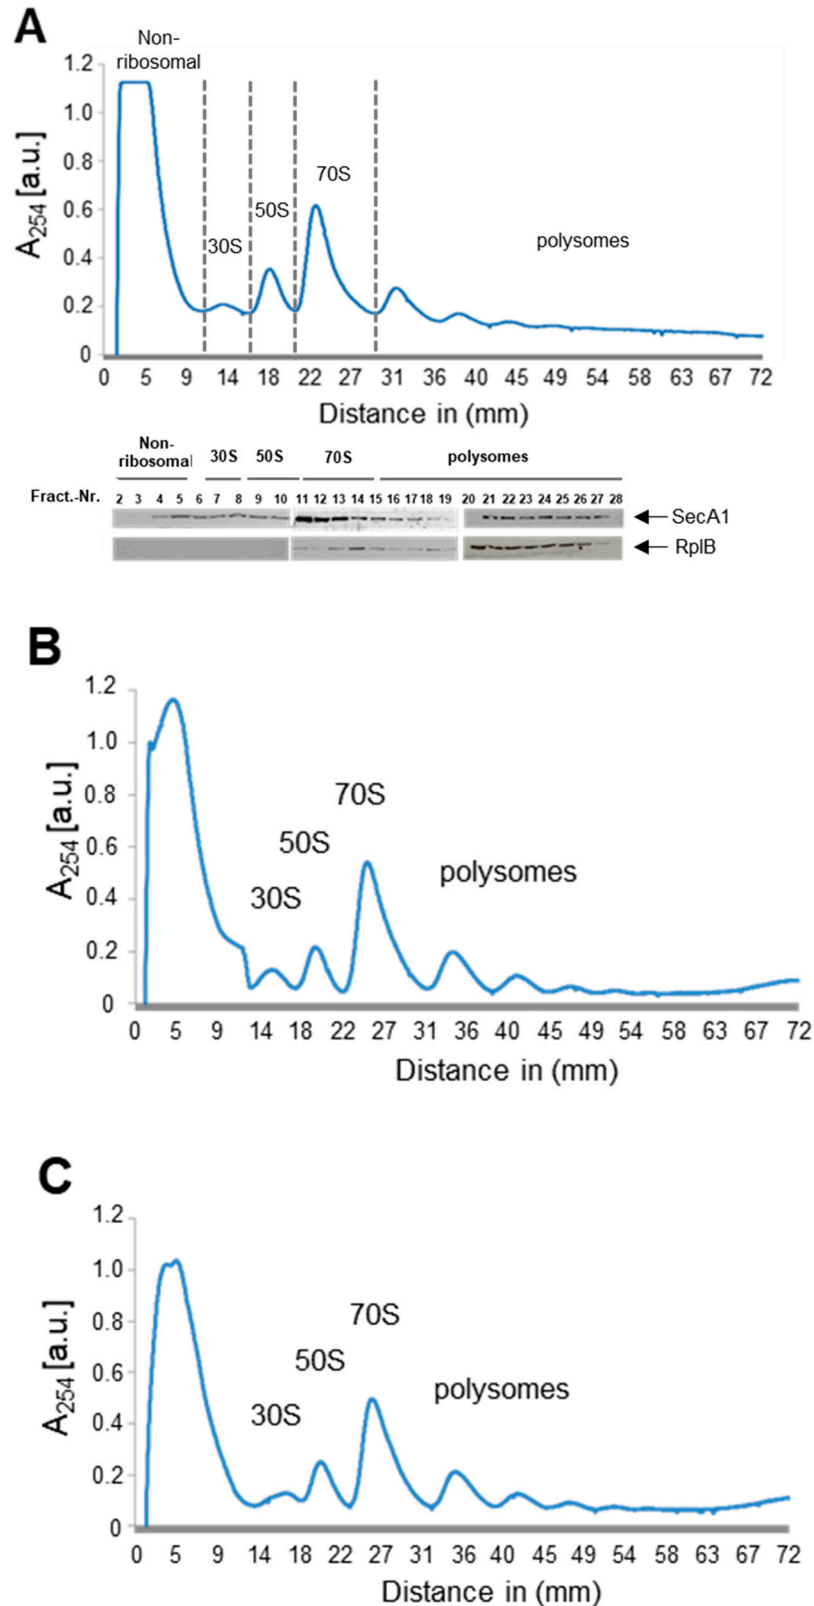 A
Non-
ribosomal
1.2
1.0
0.8
0.6
0.4
0.2
0
A254 [a.u.]
30S
50S
70S
polysomes
0 5 9 14 18 22 27 31 36 40 45 49 54 58 63 67 72
Distance in (mm)
Non-
ribosomal 30S 50S 70S polysomes
Fract.-Nr. 2 3 4 5 6 7 8 9 10 11 12 13 14 15 16 17 18 19 20 21 22 23 24 25 26 27 28
SecA1
RplB
B
1.2
1.0
0.8
0.6
0.4
0.2
0
A254 [a.u.]
30S
50S
70S
polysomes
0 5 9 14 18 22 27 31 36 40 45 49 54 58 63 67 72
Distance in (mm)
C
1.2
1.0
0.8
0.6
0.4
0.2
0
A254 [a.u.]
30S
50S
70S
polysomes
0 5 9 14 18 22 27 31 36 40 45 49 54 58 63 67 72
Distance in (mm)